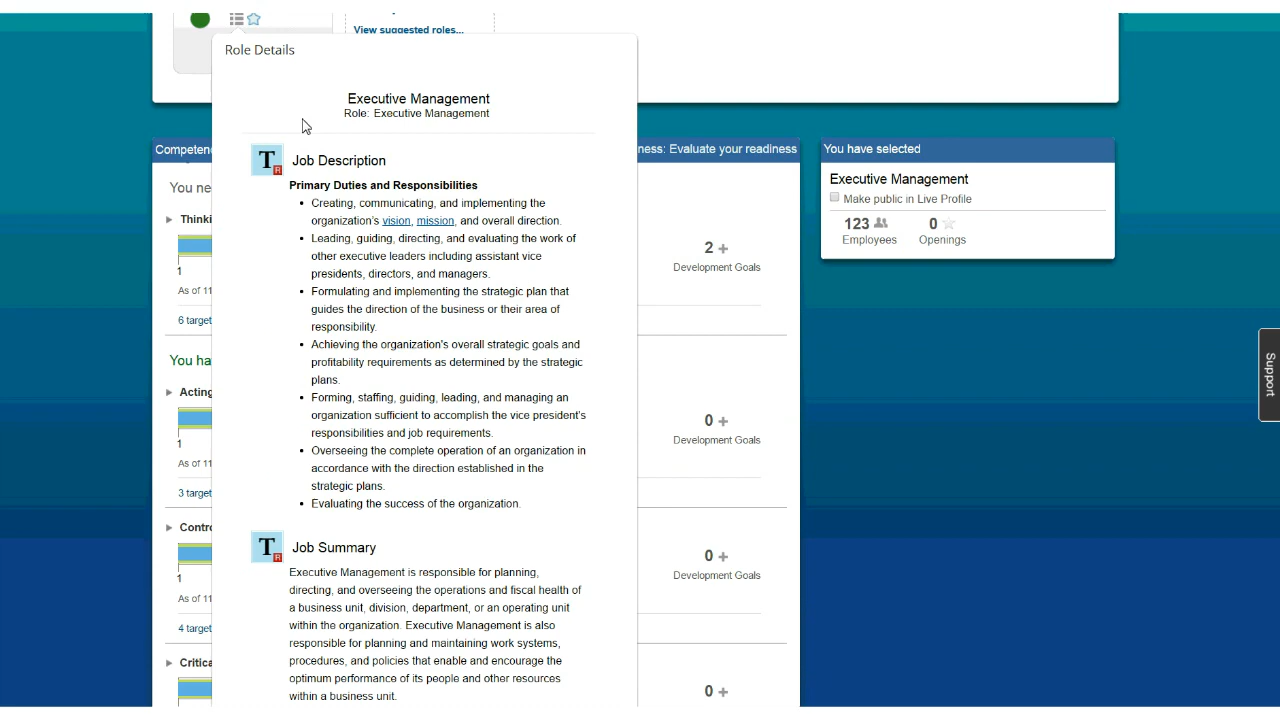 View suggested roles...
Role Details
Executive Management
Role: Executive Management
T
R
Job Description
Primary Duties and Responsibilities
• Creating, communicating, and implementing the
organization's vision, mission, and overall direction.
• Leading, guiding, directing, and evaluating the work of
other executive leaders including assistant vice
presidents, directors, and managers.
• Formulating and implementing the strategic plan that
guides the direction of the business or their area of
responsibility.
• Achieving the organization's overall strategic goals and
profitability requirements as determined by the strategic
plans.
• Forming, staffing, guiding, leading, and managing an
organization sufficient to accomplish the vice president's
responsibilities and job requirements.
• Overseeing the complete operation of an organization in
accordance with the direction established in the
strategic plans.
• Evaluating the success of the organization.
T
R
Job Summary
Executive Management is responsible for planning,
directing, and overseeing the operations and fiscal health of
a business unit, division, department, or an operating unit
within the organization. Executive Management is also
responsible for planning and maintaining work systems,
procedures, and policies that enable and encourage the
optimum performance of its people and other resources
within a business unit.
Competenc
You ne
Thinki
1
As of 11
6 target
You ha
Acting
1
As of 11
3 target
Contro
1
As of 11
4 target
Critica
ness: Evaluate your readiness
2 +
Development Goals
0 +
Development Goals
0 +
Development Goals
0 +
You have selected
Executive Management
Make public in Live Profile
123
Employees
0
Openings
Support